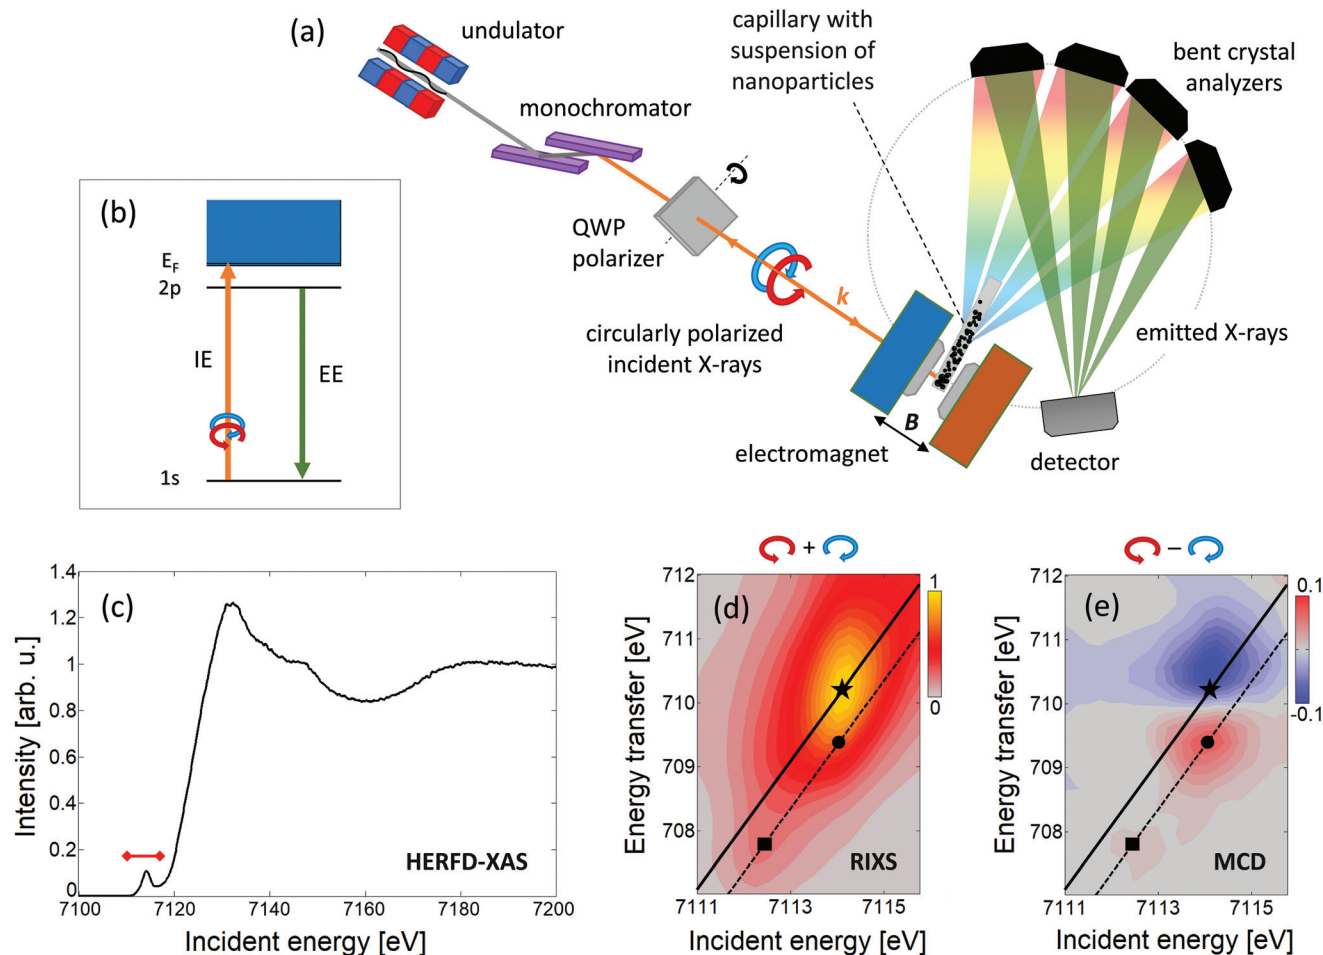 (a)
undulator
monochromator
QWP
polarizer
circularly polarized
incident X-rays
k
capillary with
suspension of
nanoparticles
bent crystal
analyzers
emitted X-rays
B
electromagnet
detector
(b)
E_F
2p
IE
EE
1s
(c)
Intensity [arb. u.]
1.4
1.2
1
0.8
0.6
0.4
0.2
0
7100
7120
7140
7160
7180
7200
Incident energy [eV]
HERFD-XAS
+
(d)
Energy transfer [eV]
712
711
710
709
708
7111
7113
7115
Incident energy [eV]
1
0
RIXS
−
(e)
Energy transfer [eV]
712
711
710
709
708
7111
7113
7115
Incident energy [eV]
0.1
-0.1
MCD